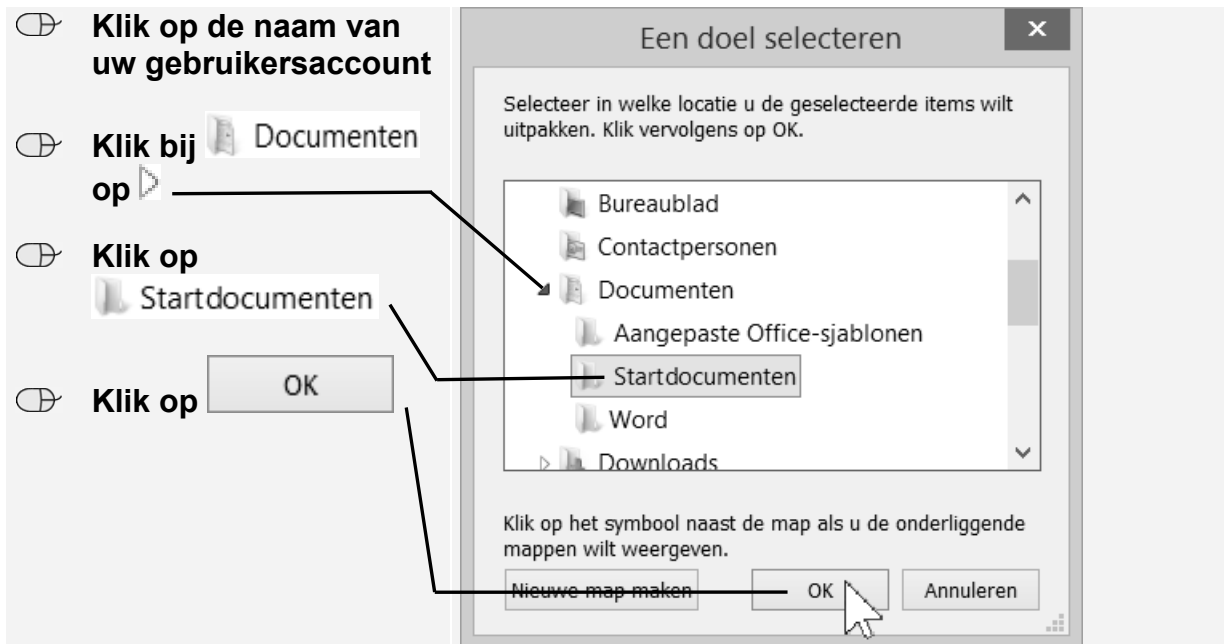 Klik op de naam van
uw gebruikersaccount
Klik bij Documenten
op
Klik op
Startdocumenten
Klik op OK
Een doel selecteren
Selecteer in welke locatie u de geselecteerde items wilt
uitpakken. Klik vervolgens op OK.
Bureaublad
Contactpersonen
Documenten
Aangepaste Office-sjablonen
Startdocumenten
Word
Downloads
Klik op het symbool naast de map als u de onderliggende
mappen wilt weergeven.
Nieuwe map maken OK Annuleren